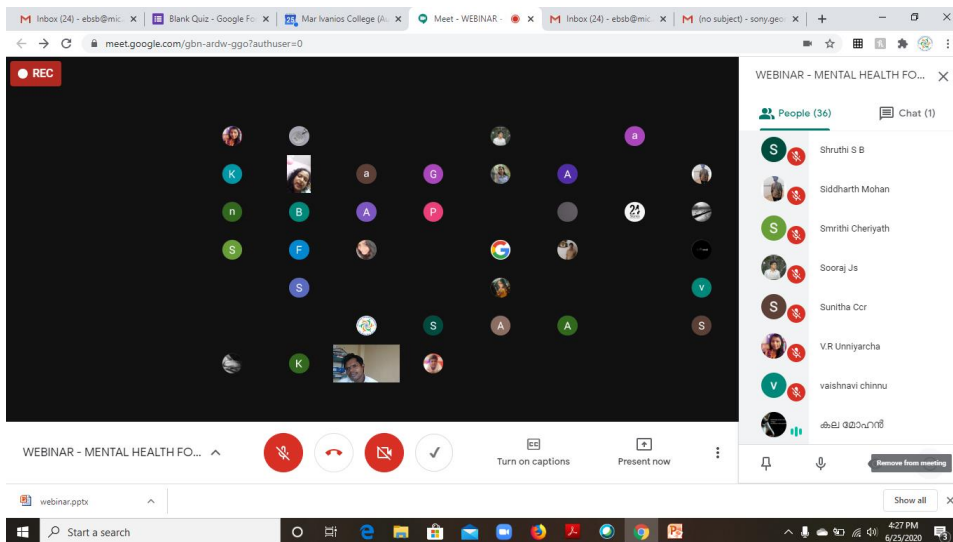 Inbox (24) - ebsb@mic
Blank Quiz - Google Fo
Mar Ivanios College (Au
Meet - WEBINAR -
Inbox (24) - ebsb@mic
(no subject) - sony.geo
meet.google.com/gbn-ardw-ggo?authuser=0
REC
WEBINAR - MENTAL HEALTH FO...
People (36)
Chat (1)
a
K a G A
n B A P
S F
S v
S A A S
K
S Shruthi S B
Siddharth Mohan
S Smrithi Cheriyath
Sooraj Js
S Sunitha Ccr
V.R Unniyarcha
v vaishnavi chinnu
കല മോഹൻ
WEBINAR - MENTAL HEALTH FO...
CC
Turn on captions
Present now
Remove from meeting
webinar.pptx
Show all
Start a search
4:27 PM
6/25/2020